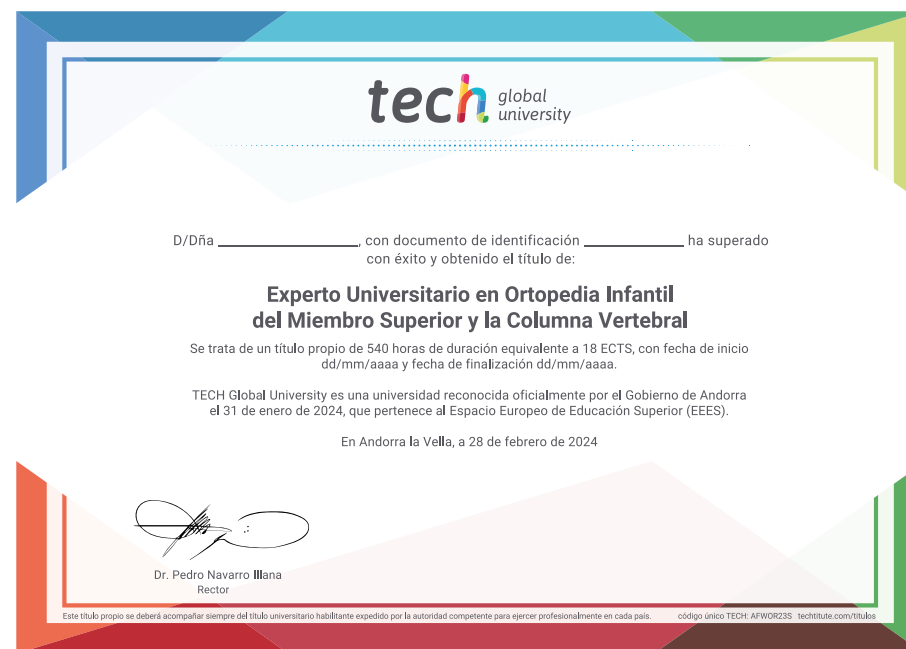 tech global university
D/Dña ____________________, con documento de identificación ______________ ha superado
con éxito y obtenido el título de:
Experto Universitario en Ortopedia Infantil
del Miembro Superior y la Columna Vertebral
Se trata de un título propio de 540 horas de duración equivalente a 18 ECTS, con fecha de inicio
dd/mm/aaaa y fecha de finalización dd/mm/aaaa.
TECH Global University es una universidad reconocida oficialmente por el Gobierno de Andorra
el 31 de enero de 2024, que pertenece al Espacio Europeo de Educación Superior (EEES).
En Andorra la Vella, a 28 de febrero de 2024
Dr. Pedro Navarro Illana
Rector
Este título propio se deberá acompañar siempre del título universitario habilitante expedido por la autoridad competente para ejercer profesionalmente en cada país. código único TECH: AFWOR23S techtitute.com/titulos